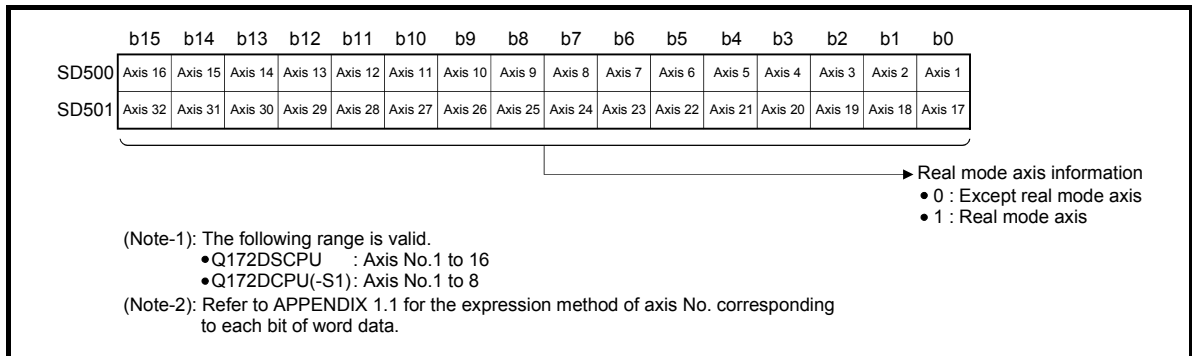 b15 b14 b13 b12 b11 b10 b9 b8 b7 b6 b5 b4 b3 b2 b1 b0
SD500 Axis 16 Axis 15 Axis 14 Axis 13 Axis 12 Axis 11 Axis 10 Axis 9 Axis 8 Axis 7 Axis 6 Axis 5 Axis 4 Axis 3 Axis 2 Axis 1
SD501 Axis 32 Axis 31 Axis 30 Axis 29 Axis 28 Axis 27 Axis 26 Axis 25 Axis 24 Axis 23 Axis 22 Axis 21 Axis 20 Axis 19 Axis 18 Axis 17
Real mode axis information
• 0 : Except real mode axis
• 1 : Real mode axis
(Note-1): The following range is valid.
•Q172DSCPU : Axis No.1 to 16
•Q172DCPU(-S1): Axis No.1 to 8
(Note-2): Refer to APPENDIX 1.1 for the expression method of axis No. corresponding
to each bit of word data.